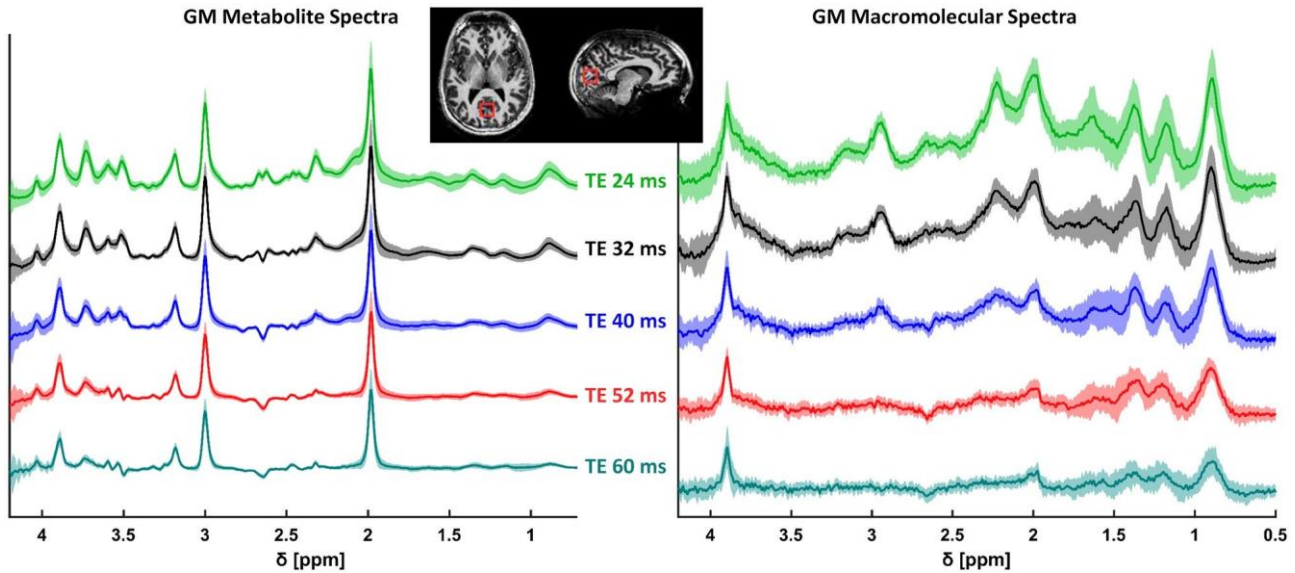 GM Metabolite Spectra
GM Macromolecular Spectra
TE 24 ms
TE 32 ms
TE 40 ms
TE 52 ms
TE 60 ms
4 3.5 3 2.5 2 1.5 1
δ [ppm]
4 3.5 3 2.5 2 1.5 1 0.5
δ [ppm]